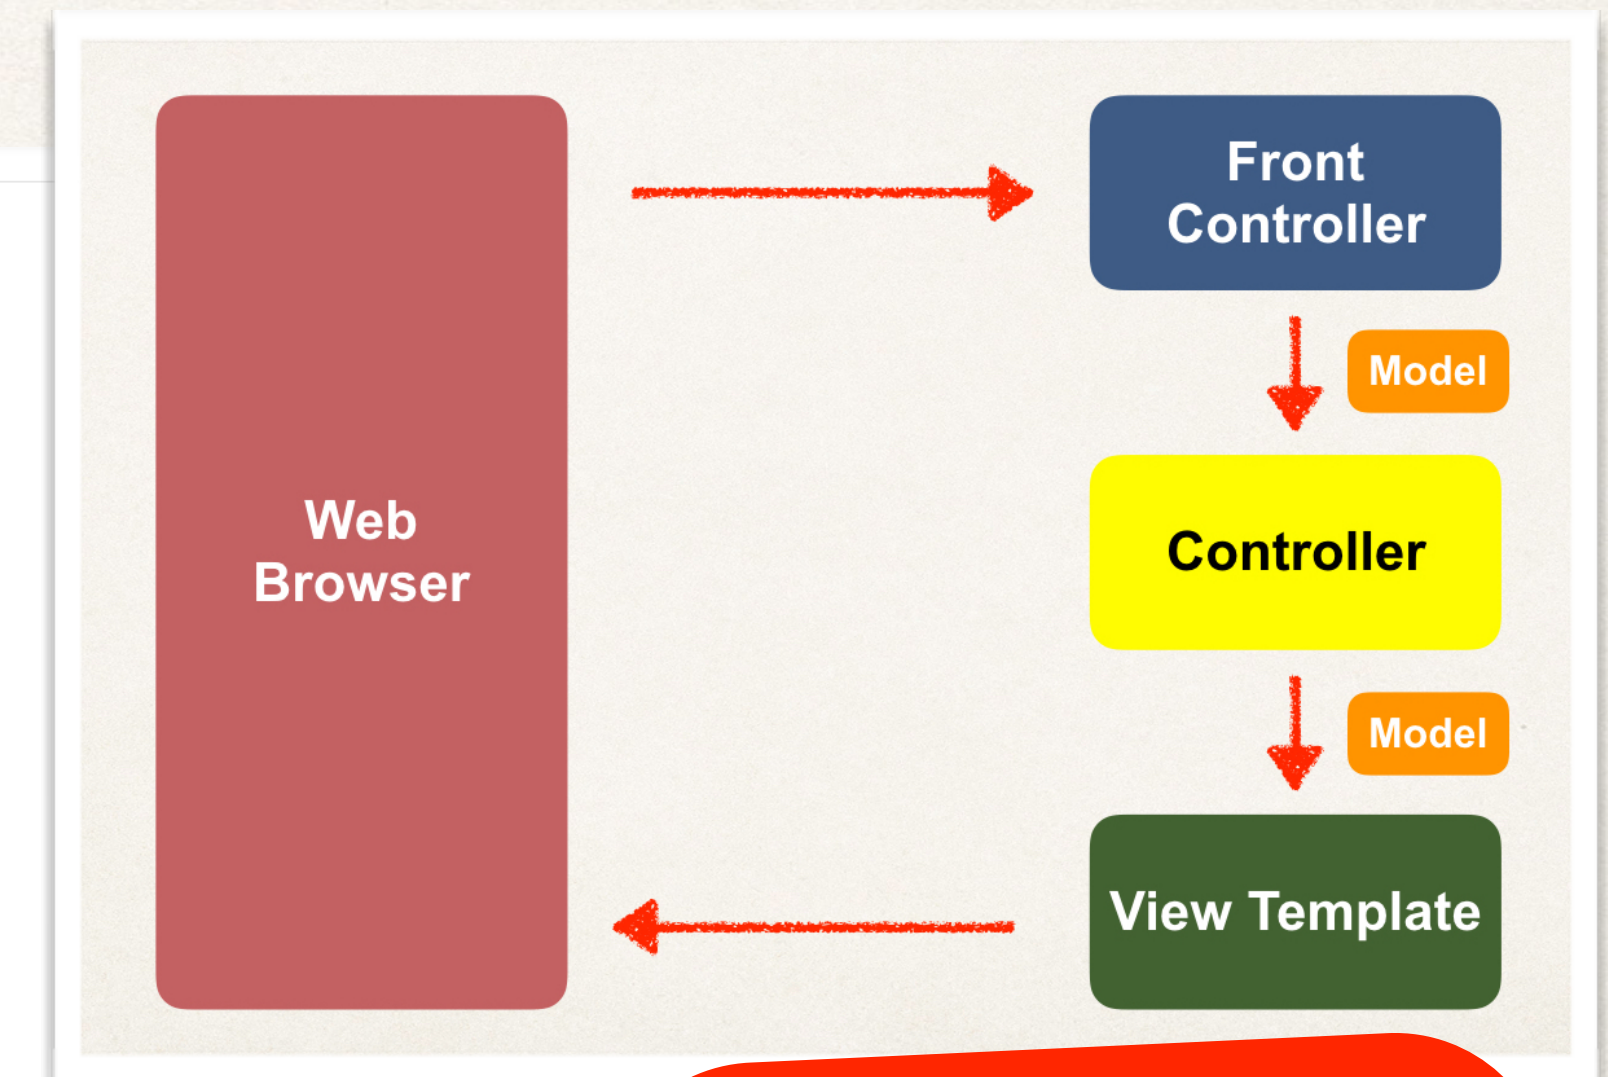 Web
Browser
Front
Controller
Model
Controller
Model
View Template